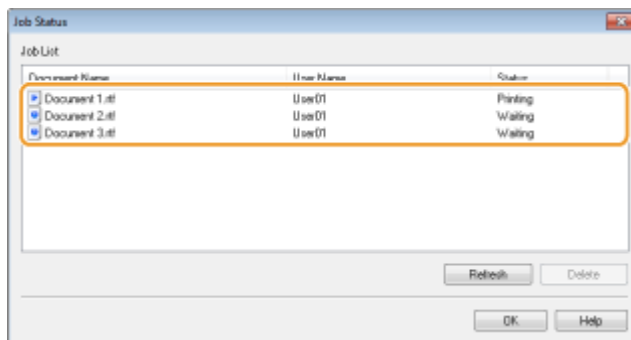 Job Status
Job List
Document Name User Name Status
Document 1.rtf User01 Printing
Document 2.rtf User01 Waiting
Document 3.rtf User01 Waiting
Refresh Delete
OK Help